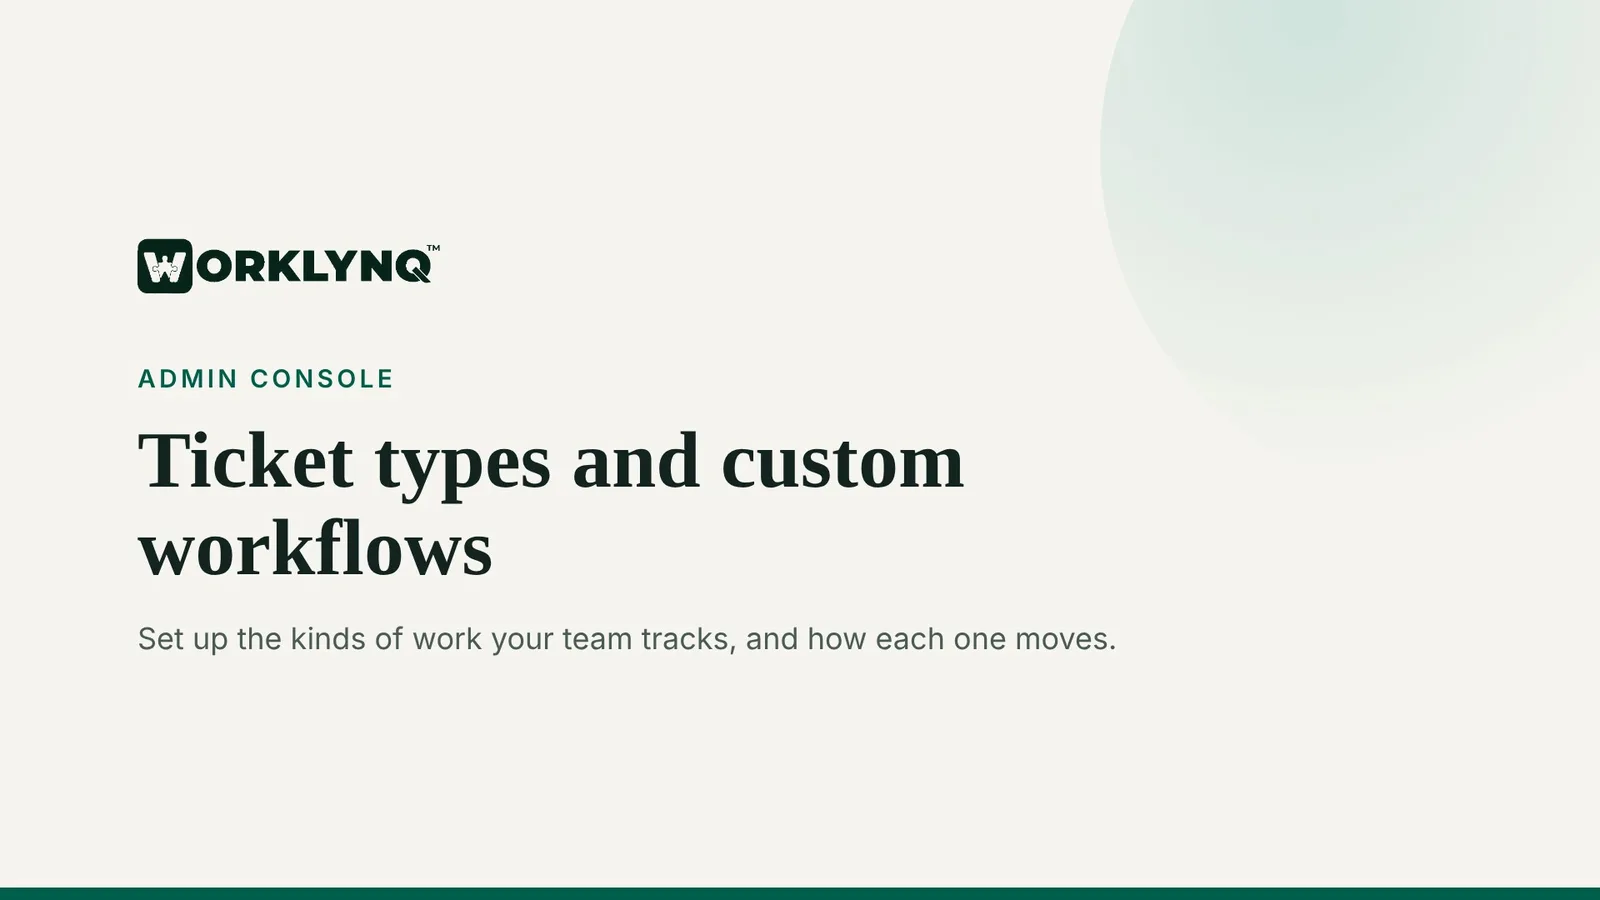 WORKLYNQ™
ADMIN CONSOLE
Ticket types and custom
workflows
Set up the kinds of work your team tracks, and how each one moves.